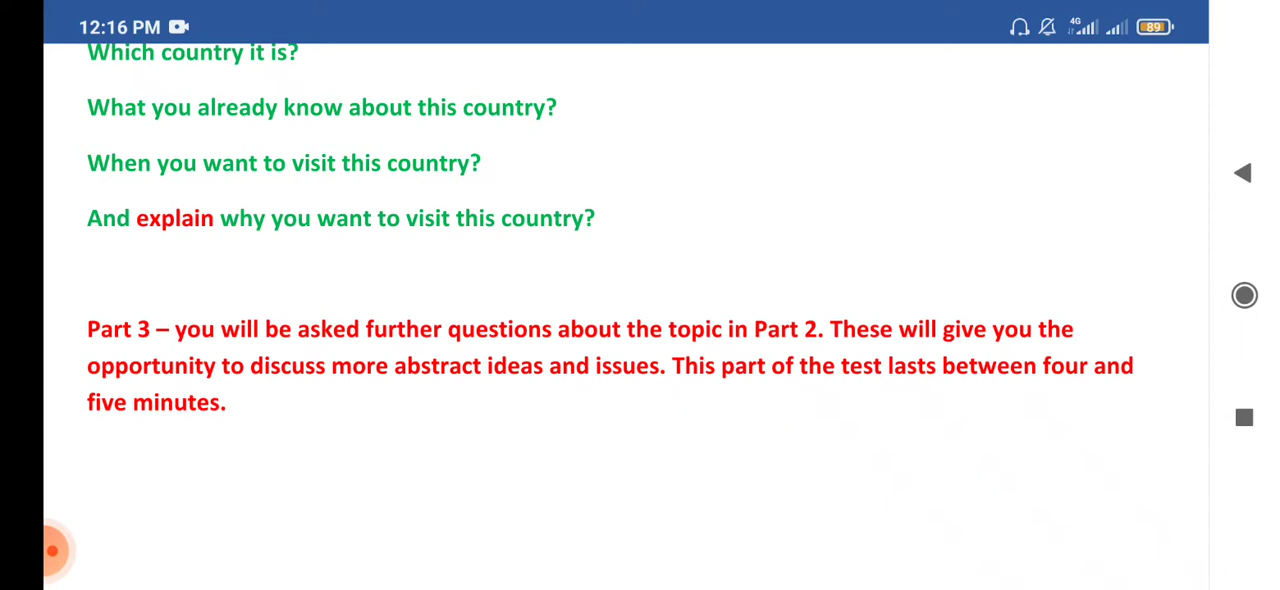 12:16 PM
4G
89
Which country it is?
What you already know about this country?
When you want to visit this country?
And explain why you want to visit this country?
Part 3 – you will be asked further questions about the topic in Part 2. These will give you the
opportunity to discuss more abstract ideas and issues. This part of the test lasts between four and
five minutes.